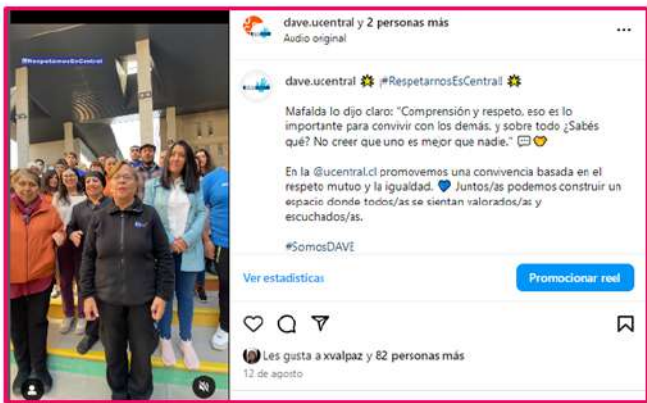 #RespetarnosEsCentral
dave.ucentral y 2 personas más
Audio original
dave.ucentral 🌟 ¡#RespetarnosEsCentral! 🌟
Mafalda lo dijo claro: "Comprensión y respeto, eso es lo
importante para convivir con los demás, y sobre todo ¿Sabés
qué? No creer que uno es mejor que nadie." 💬🧡
En la @ucentral.cl promovemos una convivencia basada en el
respeto mutuo y la igualdad. 💙 Juntos/as podemos construir un
espacio donde todos/as se sientan valorados/as y
escuchados/as.
#SomosDAVE
Ver estadísticas
Promocionar reel
Les gusta a xvalpaz y 82 personas más
12 de agosto